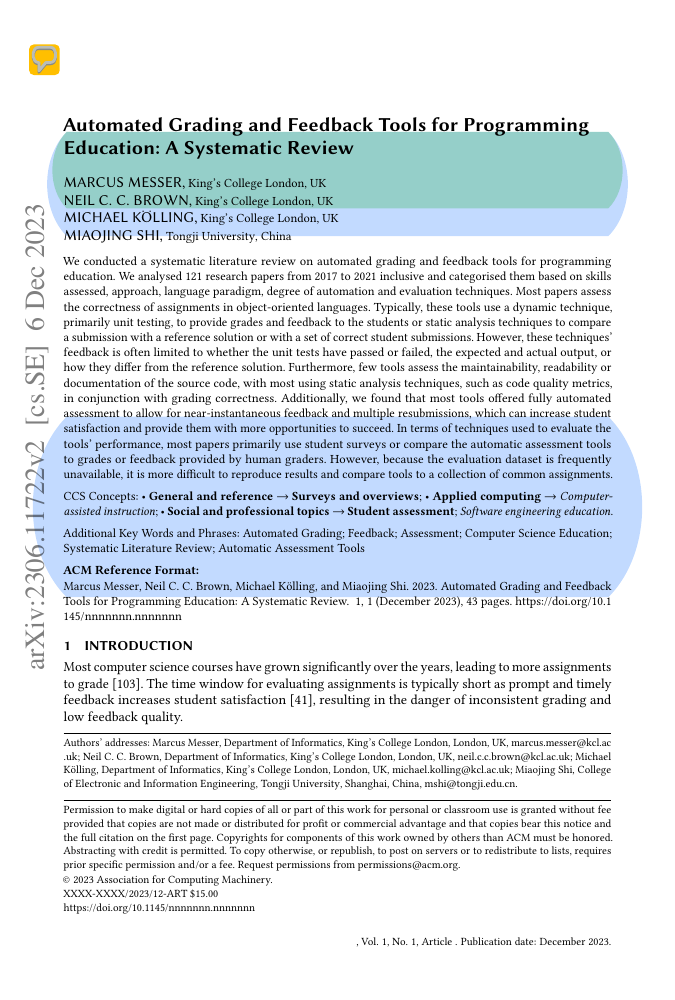 Automated Grading and Feedback Tools for Programming
Education: A Systematic Review
MARCUS MESSER, King's College London, UK
NEIL C. C. BROWN, King's College London, UK
MICHAEL KÖLLING, King's College London, UK
MIAOJING SHI, Tongji University, China
We conducted a systematic literature review on automated grading and feedback tools for programming
education. We analysed 121 research papers from 2017 to 2021 inclusive and categorised them based on skills
assessed, approach, language paradigm, degree of automation and evaluation techniques. Most papers assess
the correctness of assignments in object-oriented languages. Typically, these tools use a dynamic technique,
primarily unit testing, to provide grades and feedback to the students or static analysis techniques to compare
a submission with a reference solution or with a set of correct student submissions. However, these techniques'
feedback is often limited to whether the unit tests have passed or failed, the expected and actual output, or
how they differ from the reference solution. Furthermore, few tools assess the maintainability, readability or
documentation of the source code, with most using static analysis techniques, such as code quality metrics,
in conjunction with grading correctness. Additionally, we found that most tools offered fully automated
assessment to allow for near-instantaneous feedback and multiple resubmissions, which can increase student
satisfaction and provide them with more opportunities to succeed. In terms of techniques used to evaluate the
tools' performance, most papers primarily use student surveys or compare the automatic assessment tools
to grades or feedback provided by human graders. However, because the evaluation dataset is frequently
unavailable, it is more difficult to reproduce results and compare tools to a collection of common assignments.
CCS Concepts: • General and reference → Surveys and overviews; • Applied computing → Computer-
assisted instruction; • Social and professional topics → Student assessment; Software engineering education.
Additional Key Words and Phrases: Automated Grading; Feedback; Assessment; Computer Science Education;
Systematic Literature Review; Automatic Assessment Tools
ACM Reference Format:
Marcus Messer, Neil C. C. Brown, Michael Kölling, and Miaojing Shi. 2023. Automated Grading and Feedback
Tools for Programming Education: A Systematic Review. 1, 1 (December 2023), 43 pages. https://doi.org/10.1
145/nnnnnnn.nnnnnnn
1 INTRODUCTION
Most computer science courses have grown significantly over the years, leading to more assignments
to grade [103]. The time window for evaluating assignments is typically short as prompt and timely
feedback increases student satisfaction [41], resulting in the danger of inconsistent grading and
low feedback quality.
Authors' addresses: Marcus Messer, Department of Informatics, King's College London, London, UK, marcus.messer@kcl.ac
.uk; Neil C. C. Brown, Department of Informatics, King's College London, London, UK, neil.c.c.brown@kcl.ac.uk; Michael
Kölling, Department of Informatics, King's College London, London, UK, michael.kolling@kcl.ac.uk; Miaojing Shi, College
of Electronic and Information Engineering, Tongji University, Shanghai, China, mshi@tongji.edu.cn.
Permission to make digital or hard copies of all or part of this work for personal or classroom use is granted without fee
provided that copies are not made or distributed for profit or commercial advantage and that copies bear this notice and
the full citation on the first page. Copyrights for components of this work owned by others than ACM must be honored.
Abstracting with credit is permitted. To copy otherwise, or republish, to post on servers or to redistribute to lists, requires
prior specific permission and/or a fee. Request permissions from permissions@acm.org.
© 2023 Association for Computing Machinery.
XXXX-XXXX/2023/12-ART $15.00
https://doi.org/10.1145/nnnnnnn.nnnnnnn
, Vol. 1, No. 1, Article . Publication date: December 2023.
arXiv:2306.11722v2 [cs.SE] 6 Dec 2023